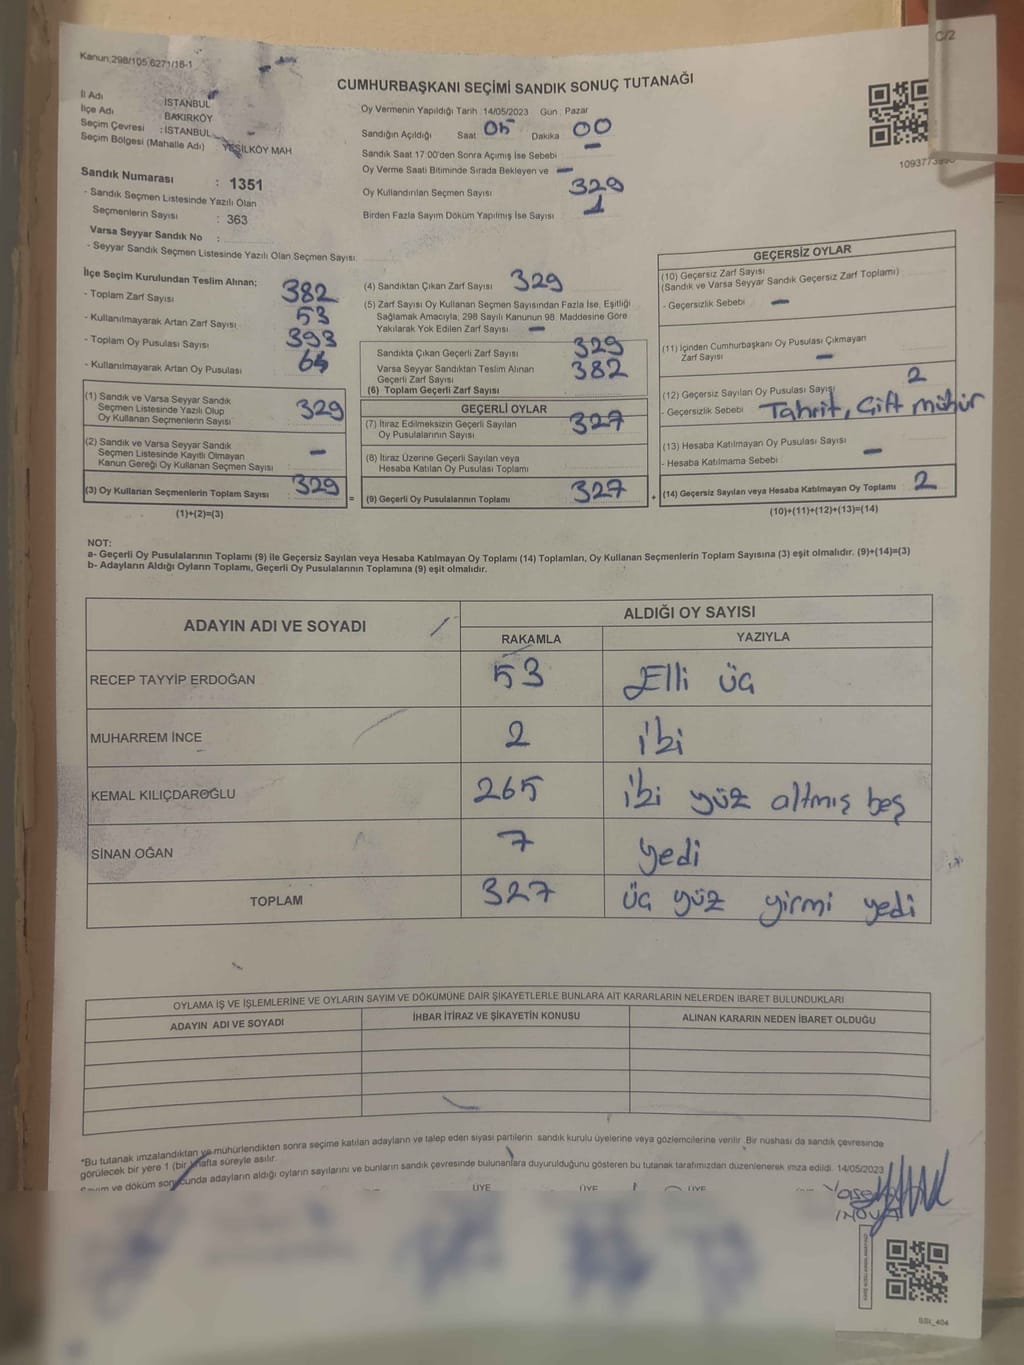 Kanun,298/105,6271/16-1
C/2
CUMHURBAŞKANI SEÇİMİ SANDIK SONUÇ TUTANAĞI
İl Adı İSTANBUL
İlçe Adı BAKIRKÖY
Seçim Çevresi : İSTANBUL
Seçim Bölgesi (Mahalle Adı) YEŞİLKÖY MAH
Sandık Numarası : 1351
- Sandık Seçmen Listesinde Yazılı Olan
Seçmenlerin Sayısı : 363
Varsa Seyyar Sandık No :
- Seyyar Sandık Seçmen Listesinde Yazılı Olan Seçmen Sayısı
Oy Vermenin Yapıldığı Tarih 14/05/2023 Gün : Pazar
Sandığın Açıldığı Saat 05 Dakika 00
Sandık Saat 17:00'den Sonra Açımış İse Sebebi –
Oy Verme Saati Bitiminde Sırada Bekleyen ve –
Oy Kullandırılan Seçmen Sayısı 329
Birden Fazla Sayım Döküm Yapılmış İse Sayısı 1
İlçe Seçim Kurulundan Teslim Alınan;
- Toplam Zarf Sayısı 382
- Kullanılmayarak Artan Zarf Sayısı 53
- Toplam Oy Pusulası Sayısı 393
- Kullanılmayarak Artan Oy Pusulası 64
(1) Sandık ve Varsa Seyyar Sandık
Seçmen Listesinde Yazılı Olup
Oy Kullanan Seçmenlerin Sayısı 329
(2) Sandık ve Varsa Seyyar Sandık
Seçmen Listesinde Kayıtlı Olmayan
Kanun Gereği Oy Kullanan Seçmen Sayısı –
(3) Oy Kullanan Seçmenlerin Toplam Sayısı 329 =
(1)+(2)=(3)
(4) Sandıktan Çıkan Zarf Sayısı 329
(5) Zarf Sayısı Oy Kullanan Seçmen Sayısından Fazla İse, Eşitliği
Sağlamak Amacıyla, 298 Sayılı Kanunun 98. Maddesine Göre
Yakılarak Yok Edilen Zarf Sayısı –
Sandıkta Çıkan Geçerli Zarf Sayısı 329
Varsa Seyyar Sandıktan Teslim Alınan
Geçerli Zarf Sayısı 382
(6) Toplam Geçerli Zarf Sayısı
GEÇERLİ OYLAR
(7) İtiraz Edilmeksizin Geçerli Sayılan
Oy Pusulalarının Sayısı 327
(8) İtiraz Üzerine Geçerli Sayılan veya
Hesaba Katılan Oy Pusulası Toplamı
(9) Geçerli Oy Pusulalarının Toplamı 327 +
GEÇERSİZ OYLAR
(10) Geçersiz Zarf Sayısı
(Sandık ve Varsa Seyyar Sandık Geçersiz Zarf Toplamı)
- Geçersizlik Sebebi –
(11) İçinden Cumhurbaşkanı Oy Pusulası Çıkmayan
Zarf Sayısı –
(12) Geçersiz Sayılan Oy Pusulası Sayısı 2
- Geçersizlik Sebebi Tahrit, Çift mühür
(13) Hesaba Katılmayan Oy Pusulası Sayısı
- Hesaba Katılmama Sebebi –
(14) Geçersiz Sayılan veya Hesaba Katılmayan Oy Toplamı 2
(10)+(11)+(12)+(13)=(14)
NOT:
a- Geçerli Oy Pusulalarının Toplamı (9) ile Geçersiz Sayılan veya Hesaba Katılmayan Oy Toplamı (14) Toplamları, Oy Kullanan Seçmenlerin Toplam Sayısına (3) eşit olmalıdır. (9)+(14)=(3)
b- Adayların Aldığı Oyların Toplamı, Geçerli Oy Pusulalarının Toplamına (9) eşit olmalıdır.
ADAYIN ADI VE SOYADI ALDIĞI OY SAYISI
RAKAMLA YAZIYLA
RECEP TAYYİP ERDOĞAN 53 Elli üç
MUHARREM İNCE 2 iki
KEMAL KILIÇDAROĞLU 265 iki yüz altmış beş
SİNAN OĞAN 7 yedi
TOPLAM 327 üç yüz yirmi yedi
OYLAMA İŞ VE İŞLEMLERİNE VE OYLARIN SAYIM VE DÖKÜMÜNE DAİR ŞİKAYETLERLE BUNLARA AİT KARARLARIN NELERDEN İBARET BULUNDUKLARI
ADAYIN ADI VE SOYADI İHBAR İTİRAZ VE ŞİKAYETİN KONUSU ALINAN KARARIN NEDEN İBARET OLDUĞU
*Bu tutanak imzalandıktan ve mühürlendikten sonra seçime katılan adayların ve talep eden siyasi partilerin sandık kurulu üyelerine veya gözlemcilerine verilir. Bir nüshası da sandık çevresinde
görülecek bir yere 1 (bir) hafta süreyle asılır.
Sayım ve döküm sonucunda adayların aldığı oyların sayılarını ve bunların sandık çevresinde bulunanlara duyurulduğunu gösteren bu tutanak tarafımızdan düzenlenerek imza edildi. 14/05/2023
ÜYE ÜYE ÜYE
SSt_404